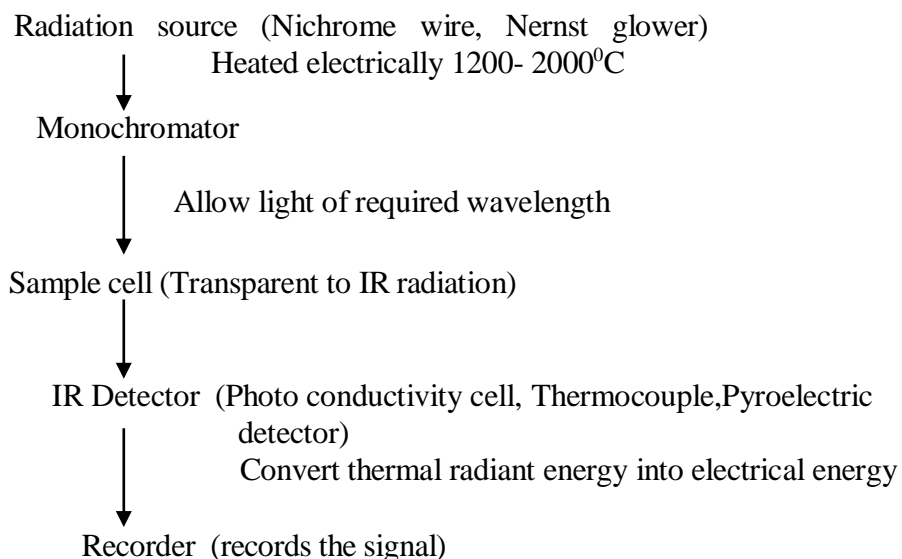 Radiation source (Nichrome wire, Nernst glower)
Heated electrically 1200- 2000⁰C
Monochromator
Allow light of required wavelength
Sample cell (Transparent to IR radiation)
IR Detector (Photo conductivity cell, Thermocouple,Pyroelectric
detector)
Convert thermal radiant energy into electrical energy
Recorder (records the signal)